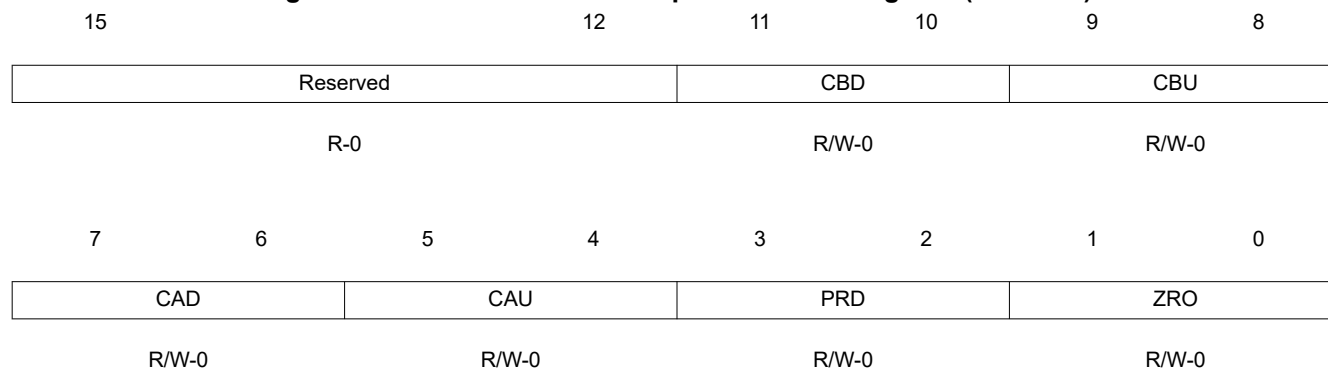 15 12 11 10 9 8
Reserved CBD CBU
R-0 R/W-0 R/W-0
7 6 5 4 3 2 1 0
CAD CAU PRD ZRO
R/W-0 R/W-0 R/W-0 R/W-0